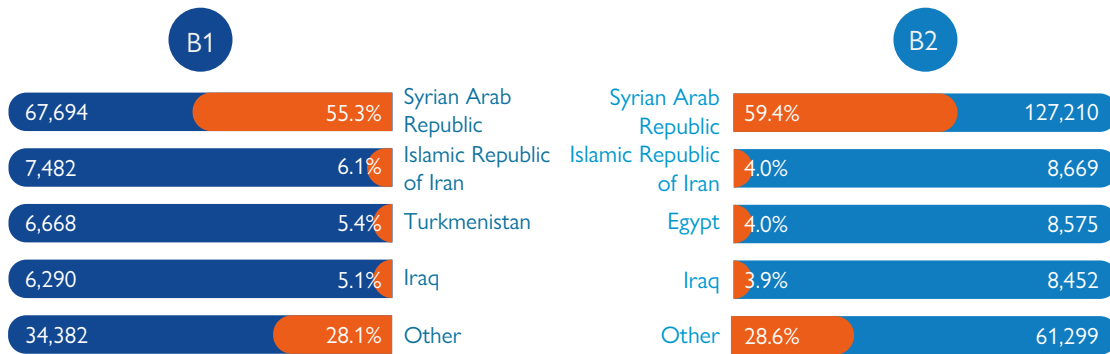 B1
67,694 55.3% Syrian Arab
Republic
7,482 6.1% Islamic Republic
of Iran
6,668 5.4% Turkmenistan
6,290 5.1% Iraq
34,382 28.1% Other
B2
Syrian Arab
Republic 59.4% 127,210
Islamic Republic
of Iran 4.0% 8,669
Egypt 4.0% 8,575
Iraq 3.9% 8,452
Other 28.6% 61,299